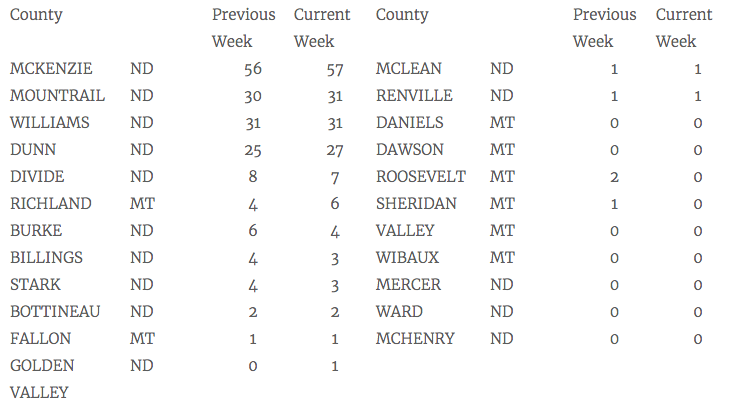 County Previous Current County Previous Current
Week Week Week Week
MCKENZIE ND 56 57 MCLEAN ND 1 1
MOUNTRAIL ND 30 31 RENVILLE ND 1 1
WILLIAMS ND 31 31 DANIELS MT 0 0
DUNN ND 25 27 DAWSON MT 0 0
DIVIDE ND 8 7 ROOSEVELT MT 2 0
RICHLAND MT 4 6 SHERIDAN MT 1 0
BURKE ND 6 4 VALLEY MT 0 0
BILLINGS ND 4 3 WIBAUX MT 0 0
STARK ND 4 3 MERCER ND 0 0
BOTTINEAU ND 2 2 WARD ND 0 0
FALLON MT 1 1 MCHENRY ND 0 0
GOLDEN ND 0 1
VALLEY